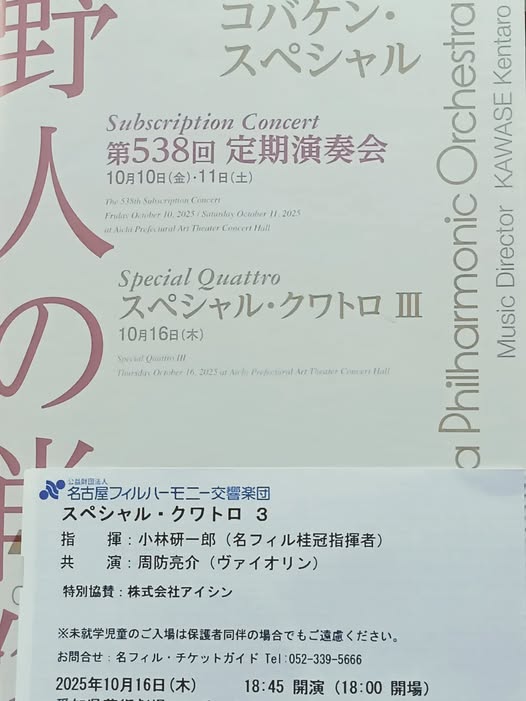 コバケン・
スペシャル
Subscription Concert
第538回 定期演奏会
10月10日(金)・11日(土)
The 538th Subscription Concert
Friday October 10, 2025 / Saturday October 11, 2025
at Aichi Prefectural Art Theater Concert Hall
Special Quattro
スペシャル・クワトロ Ⅲ
10月16日(木)
Special Quattro III
Thursday October 16, 2025 at Aichi Prefectural Art Theater Concert Hall
野人の
a Philharmonic Orchestra
Music Director KAWASE Kentaro
公益財団法人
名古屋フィルハーモニー交響楽団
スペシャル・クワトロ 3
指 揮：小林研一郎（名フィル桂冠指揮者）
共 演：周防亮介（ヴァイオリン）
特別協賛：株式会社アイシン
※未就学児童のご入場は保護者同伴の場合でもご遠慮ください。
お問合せ：名フィル・チケットガイド Tel:052-339-5666
2025年10月16日(木) 18:45 開演（18:00 開場）